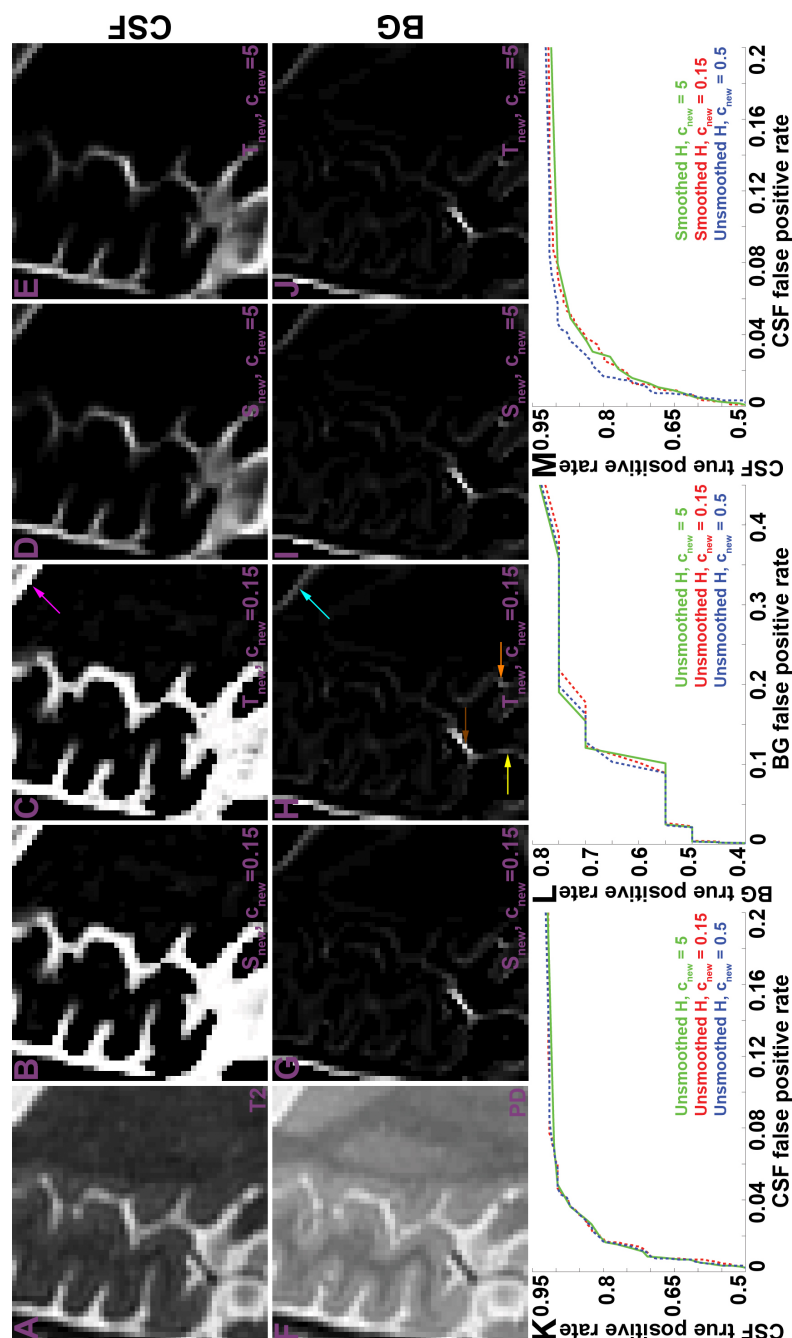 CSF
BG
A
T2
B
S_new, c_new =0.15
C
T_new, c_new =0.15
D
S_new, c_new =5
E
T_new, c_new =5
F
PD
G
S_new, c_new =0.15
H
T_new, c_new =0.15
I
S_new, c_new =5
J
T_new, c_new =5
K
CSF true positive rate
0.95
0.8
0.65
0.5
0
0.04
0.08
0.12
0.16
0.2
CSF false positive rate
Unsmoothed H, c_new = 5
Unsmoothed H, c_new = 0.15
Unsmoothed H, c_new = 0.5
L
BG true positive rate
0.8
0.7
0.6
0.5
0.4
0
0.1
0.2
0.3
0.4
BG false positive rate
Unsmoothed H, c_new = 5
Unsmoothed H, c_new = 0.15
Unsmoothed H, c_new = 0.5
M
CSF true positive rate
0.95
0.8
0.65
0.5
0
0.04
0.08
0.12
0.16
0.2
CSF false positive rate
Smoothed H, c_new = 5
Smoothed H, c_new = 0.15
Unsmoothed H, c_new = 0.5